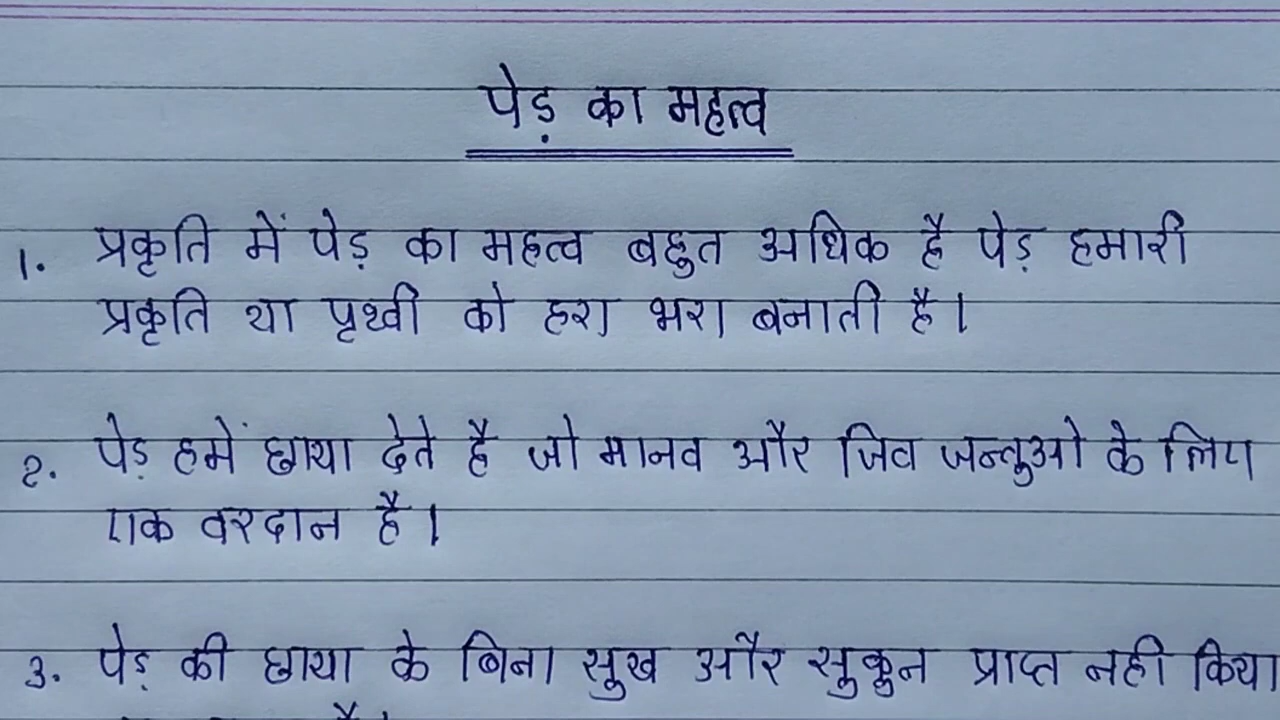 पेड़ का महत्व
1. प्रकृति में पेड़ का महत्व बहुत अधिक है पेड़ हमारी
प्रकृति या पृथ्वी को हरा भरा बनाती है।
2. पेड़ हमें छाया देते है जो मानव और जिव जन्तुओ के लिए
एक वरदान है।
3. पेड़ की छाया के बिना सुख और सुकुन प्राप्त नही किया
है।